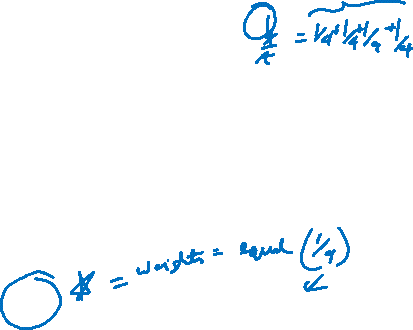 = 1/4 + 1/4 + 1/4 + 1/4
= weights = equal (1/4)